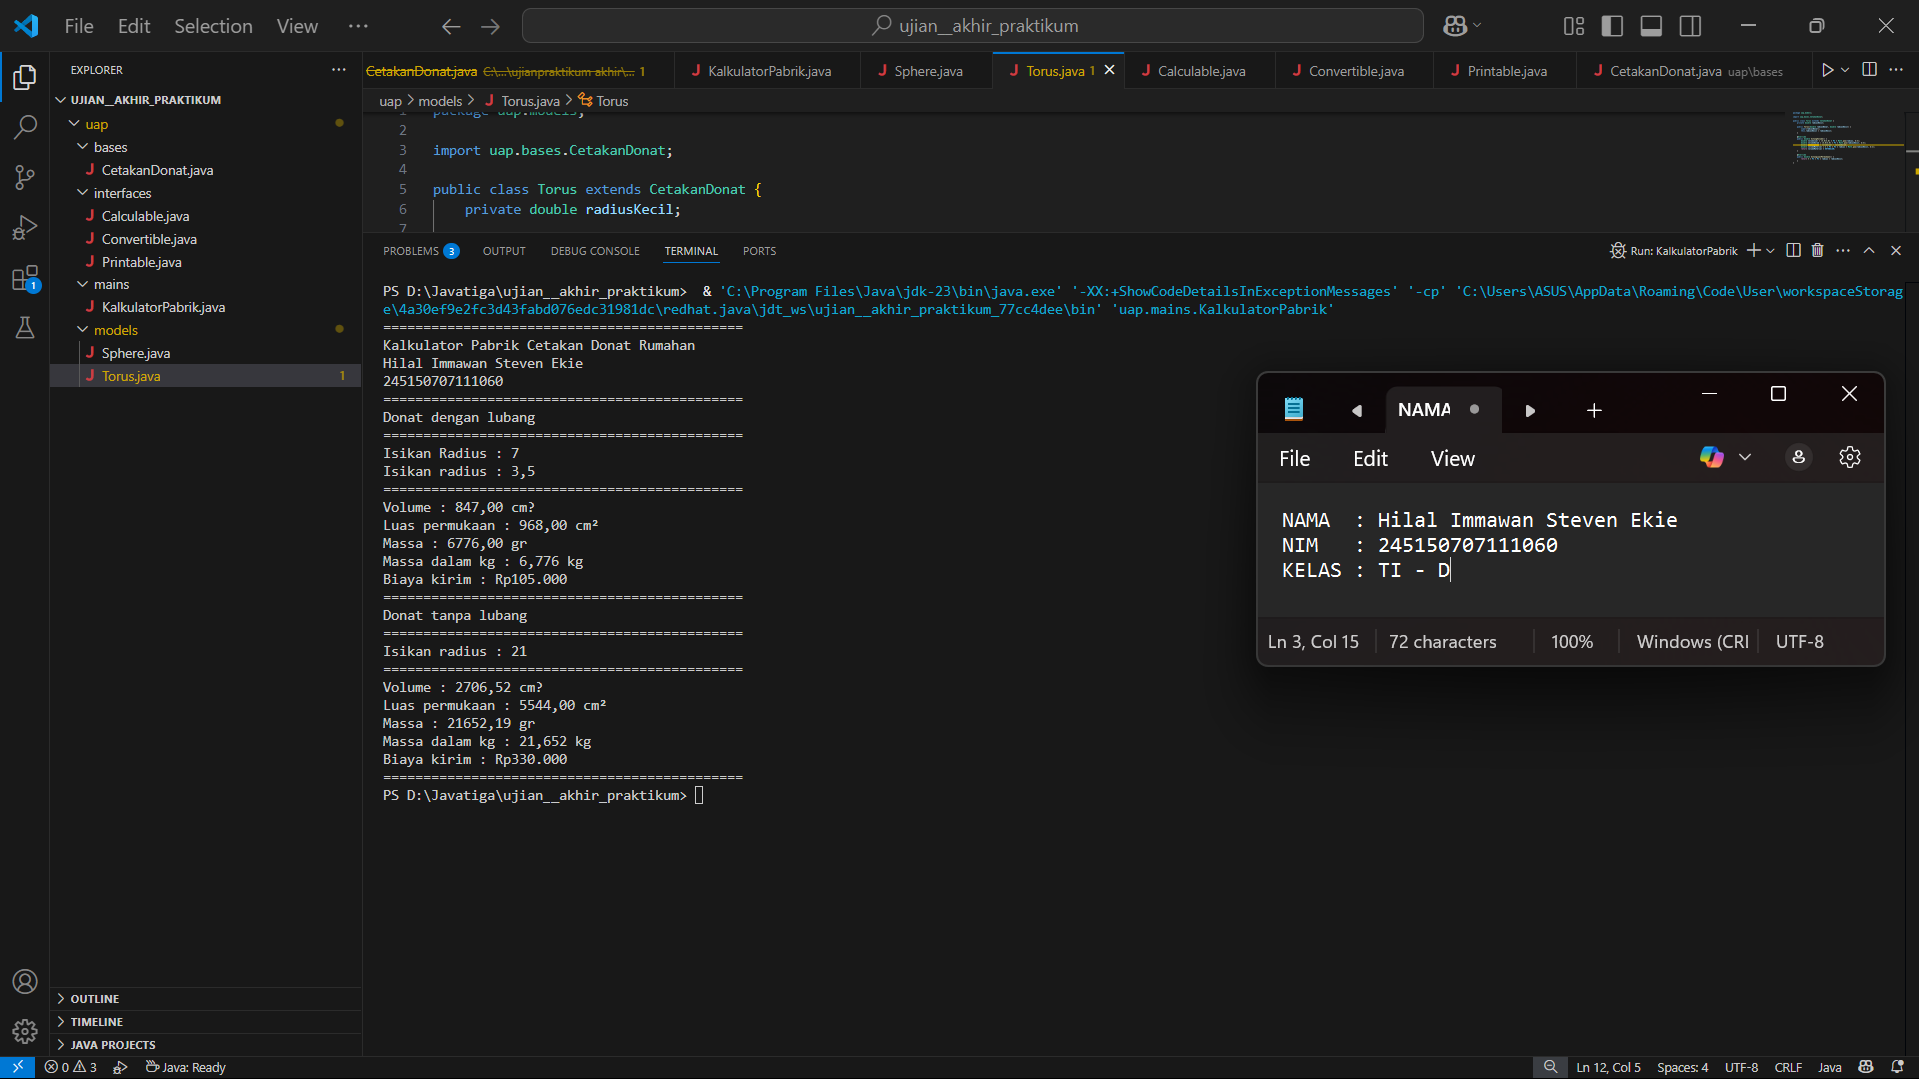 File Edit Selection View ··· ujian__akhir_praktikum
EXPLORER ···
UJIAN__AKHIR_PRAKTIKUM
uap
bases
CetakanDonat.java
interfaces
Calculable.java
Convertible.java
Printable.java
mains
KalkulatorPabrik.java
models
Sphere.java
Torus.java 1
OUTLINE
TIMELINE
JAVA PROJECTS
CetakanDonat.java C:\...\ujianpraktikum akhir\... 1 KalkulatorPabrik.java Sphere.java Torus.java 1 Calculable.java Convertible.java Printable.java CetakanDonat.java uap\bases
uap > models > Torus.java > Torus
1 package uap.models;
2
3 import uap.bases.CetakanDonat;
4
5 public class Torus extends CetakanDonat {
6 private double radiusKecil;
7
PROBLEMS 3 OUTPUT DEBUG CONSOLE TERMINAL PORTS Run: KalkulatorPabrik
PS D:\Javatiga\ujian__akhir_praktikum> & 'C:\Program Files\Java\jdk-23\bin\java.exe' '-XX:+ShowCodeDetailsInExceptionMessages' '-cp' 'C:\Users\ASUS\AppData\Roaming\Code\User\workspaceStorag
e\4a30ef9e2fc3d43fabd076edc31981dc\redhat.java\jdt_ws\ujian__akhir_praktikum_77cc4dee\bin' 'uap.mains.KalkulatorPabrik'
=============================================
Kalkulator Pabrik Cetakan Donat Rumahan
Hilal Immawan Steven Ekie
245150707111060
=============================================
Donat dengan lubang
=============================================
Isikan Radius : 7
Isikan radius : 3,5
=============================================
Volume : 847,00 cm?
Luas permukaan : 968,00 cm²
Massa : 6776,00 gr
Massa dalam kg : 6,776 kg
Biaya kirim : Rp105.000
=============================================
Donat tanpa lubang
=============================================
Isikan radius : 21
=============================================
Volume : 2706,52 cm?
Luas permukaan : 5544,00 cm²
Massa : 21652,19 gr
Massa dalam kg : 21,652 kg
Biaya kirim : Rp330.000
=============================================
PS D:\Javatiga\ujian__akhir_praktikum>
NAMA
File Edit View
NAMA : Hilal Immawan Steven Ekie
NIM : 245150707111060
KELAS : TI - D
Ln 3, Col 15 72 characters 100% Windows (CRI UTF-8
1
0 3 Java: Ready Ln 12, Col 5 Spaces: 4 UTF-8 CRLF Java